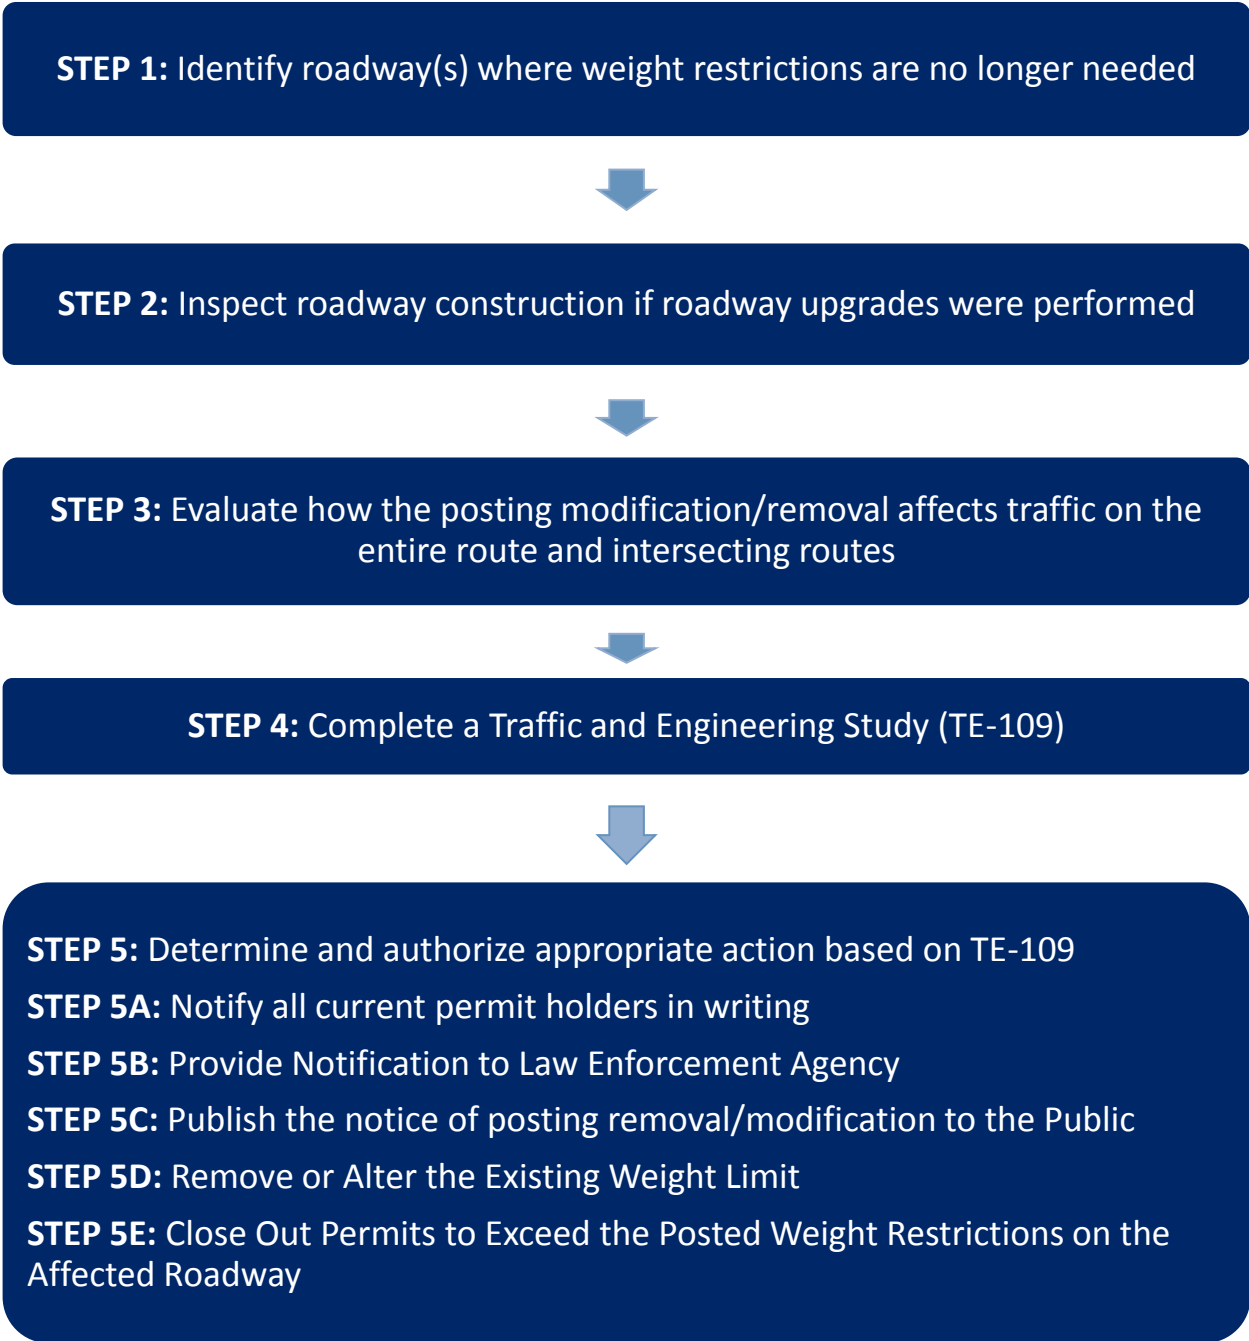 STEP 1: Identify roadway(s) where weight restrictions are no longer needed
STEP 2: Inspect roadway construction if roadway upgrades were performed
STEP 3: Evaluate how the posting modification/removal affects traffic on the
entire route and intersecting routes
STEP 4: Complete a Traffic and Engineering Study (TE-109)
STEP 5: Determine and authorize appropriate action based on TE-109
STEP 5A: Notify all current permit holders in writing
STEP 5B: Provide Notification to Law Enforcement Agency
STEP 5C: Publish the notice of posting removal/modification to the Public
STEP 5D: Remove or Alter the Existing Weight Limit
STEP 5E: Close Out Permits to Exceed the Posted Weight Restrictions on the
Affected Roadway